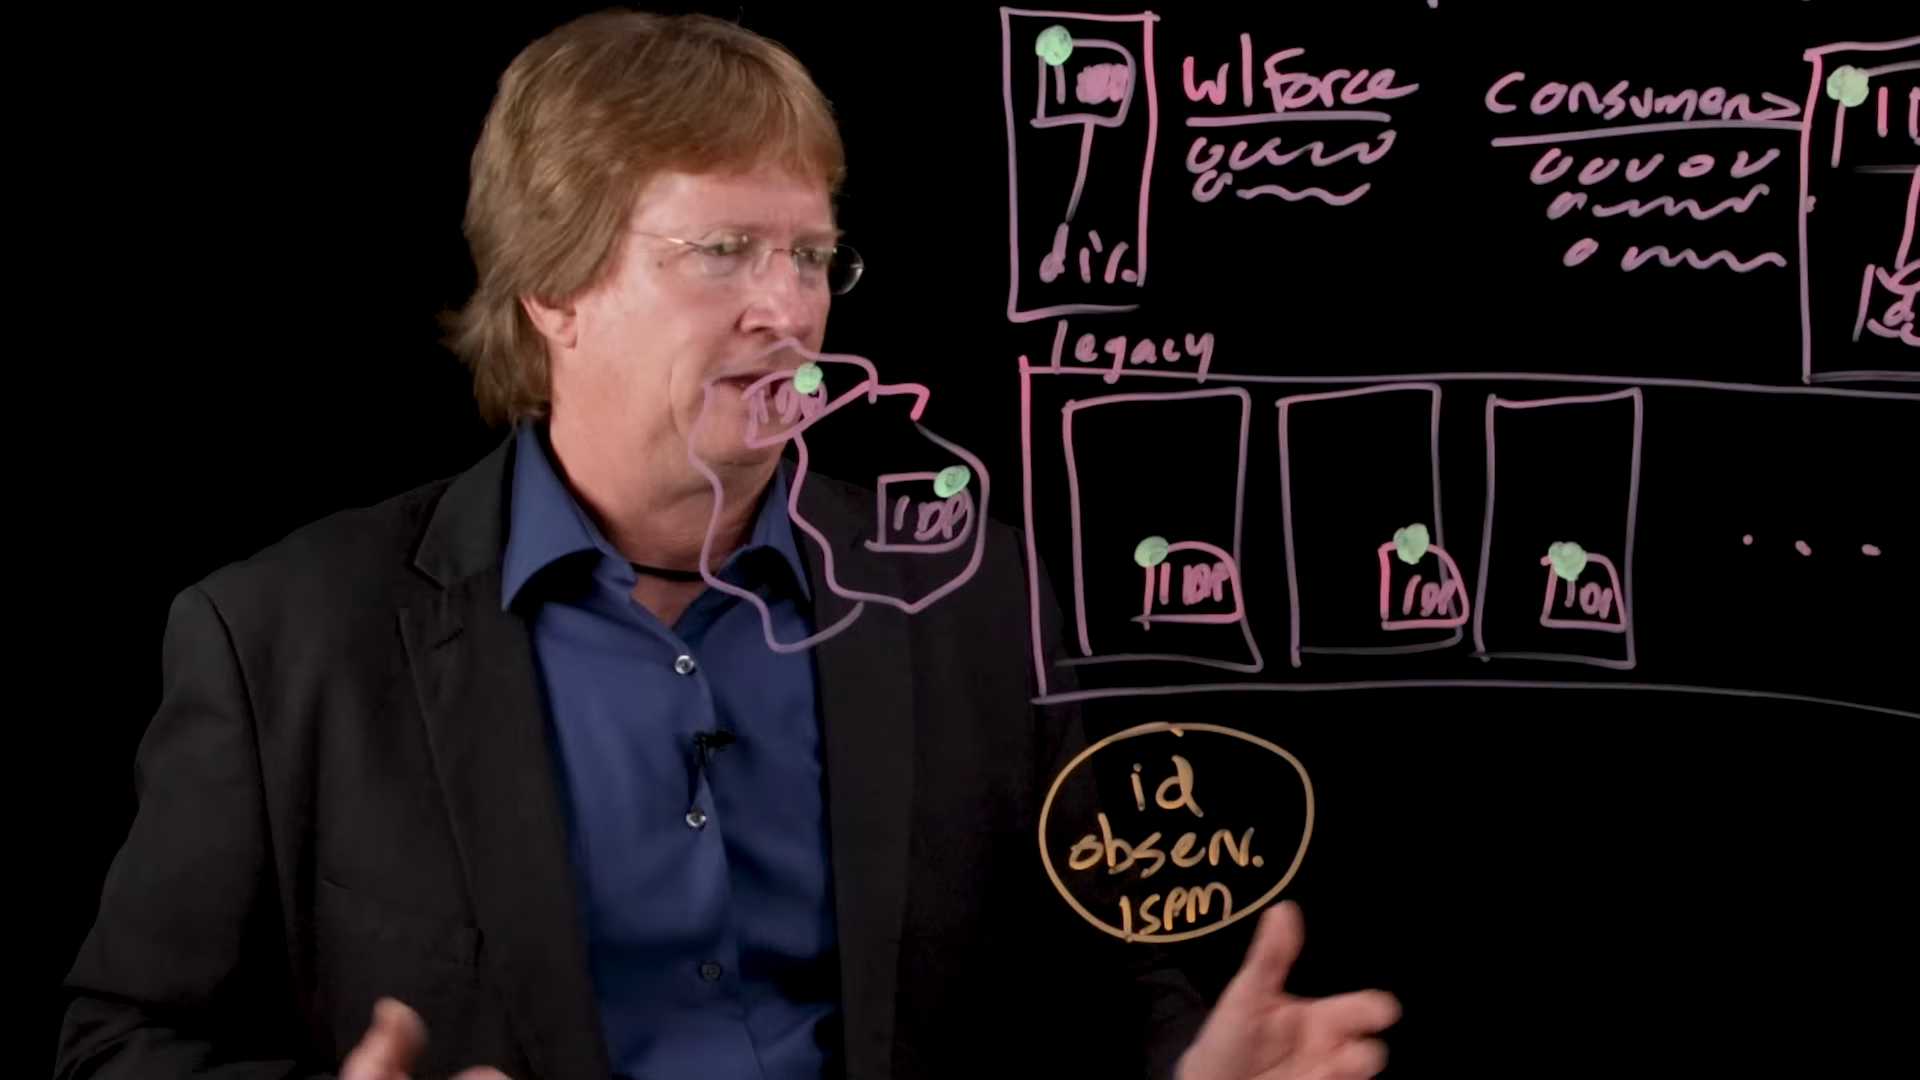 w/force
consumers
dir.
legacy
IDP
IDP
IDP
IDP
IDP
id
observ.
ISPM